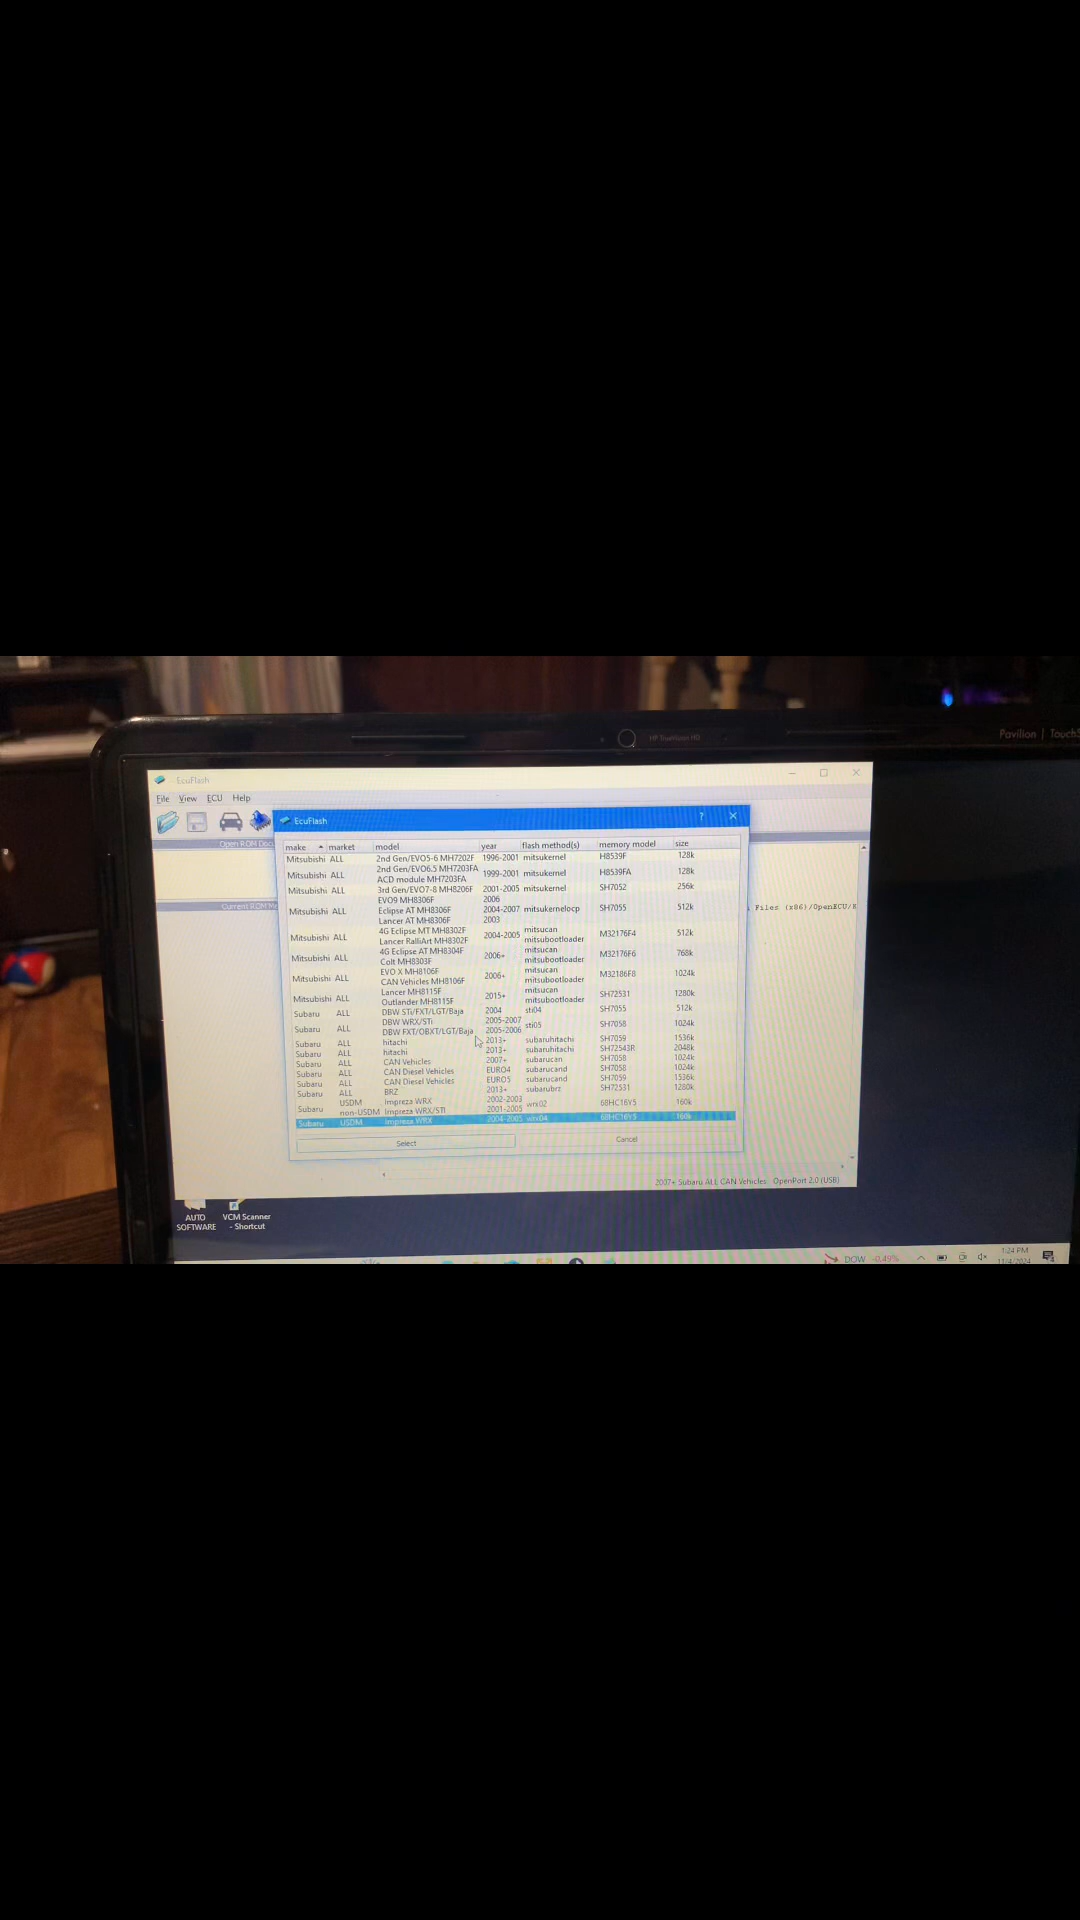 HP TrueVision HD
Pavilion | TouchS
EcuFlash
File View ECU Help
EcuFlash ?
Open ROM Docu
Current ROM Me
Files (x86)/OpenECU/E
make market model year flash method(s) memory model size
Mitsubishi ALL 2nd Gen/EVO5-6 MH7202F 1996-2001 mitsukernel H8539F 128k
2nd Gen/EVO6.5 MH7203FA
Mitsubishi ALL 1999-2001 mitsukernel H8539FA 128k
ACD module MH7203FA
Mitsubishi ALL 3rd Gen/EVO7-8 MH8206F 2001-2005 mitsukernel SH7052 256k
EVO9 MH8306F 2006
Mitsubishi ALL Eclipse AT MH8306F 2004-2007 mitsukernelocp SH7055 512k
Lancer AT MH8306F 2003
4G Eclipse MT MH8302F mitsucan
Mitsubishi ALL 2004-2005 M32176F4 512k
Lancer RalliArt MH8302F mitsubootloader
4G Eclipse AT MH8304F mitsucan
Mitsubishi ALL 2006+ M32176F6 768k
Colt MH8303F mitsubootloader
EVO X MH8106F mitsucan
Mitsubishi ALL 2006+ M32186F8 1024k
CAN Vehicles MH8106F mitsubootloader
Lancer MH8115F mitsucan
Mitsubishi ALL 2015+ SH72531 1280k
Outlander MH8115F mitsubootloader
Subaru ALL DBW STi/FXT/LGT/Baja 2004 sti04 SH7055 512k
DBW WRX/STi 2005-2007
Subaru ALL sti05 SH7058 1024k
DBW FXT/OBXT/LGT/Baja 2005-2006
Subaru ALL hitachi 2013+ subaruhitachi SH7059 1536k
Subaru ALL hitachi 2013+ subaruhitachi SH72543R 2048k
Subaru ALL CAN Vehicles 2007+ subarucan SH7058 1024k
Subaru ALL CAN Diesel Vehicles EURO4 subarucand SH7058 1024k
Subaru ALL CAN Diesel Vehicles EURO5 subarucand SH7059 1536k
Subaru ALL BRZ 2013+ subarubrz SH72531 1280k
USDM Impreza WRX 2002-2003
Subaru wrx02 68HC16Y5 160k
non-USDM Impreza WRX/STI 2001-2005
Subaru USDM Impreza WRX 2004-2005 wrx04 68HC16Y5 160k
Select Cancel
2007+ Subaru ALL CAN Vehicles OpenPort 2.0 (USB)
AUTO SOFTWARE
VCM Scanner - Shortcut
DOW -0.49%
1:24 PM
11/4/2024